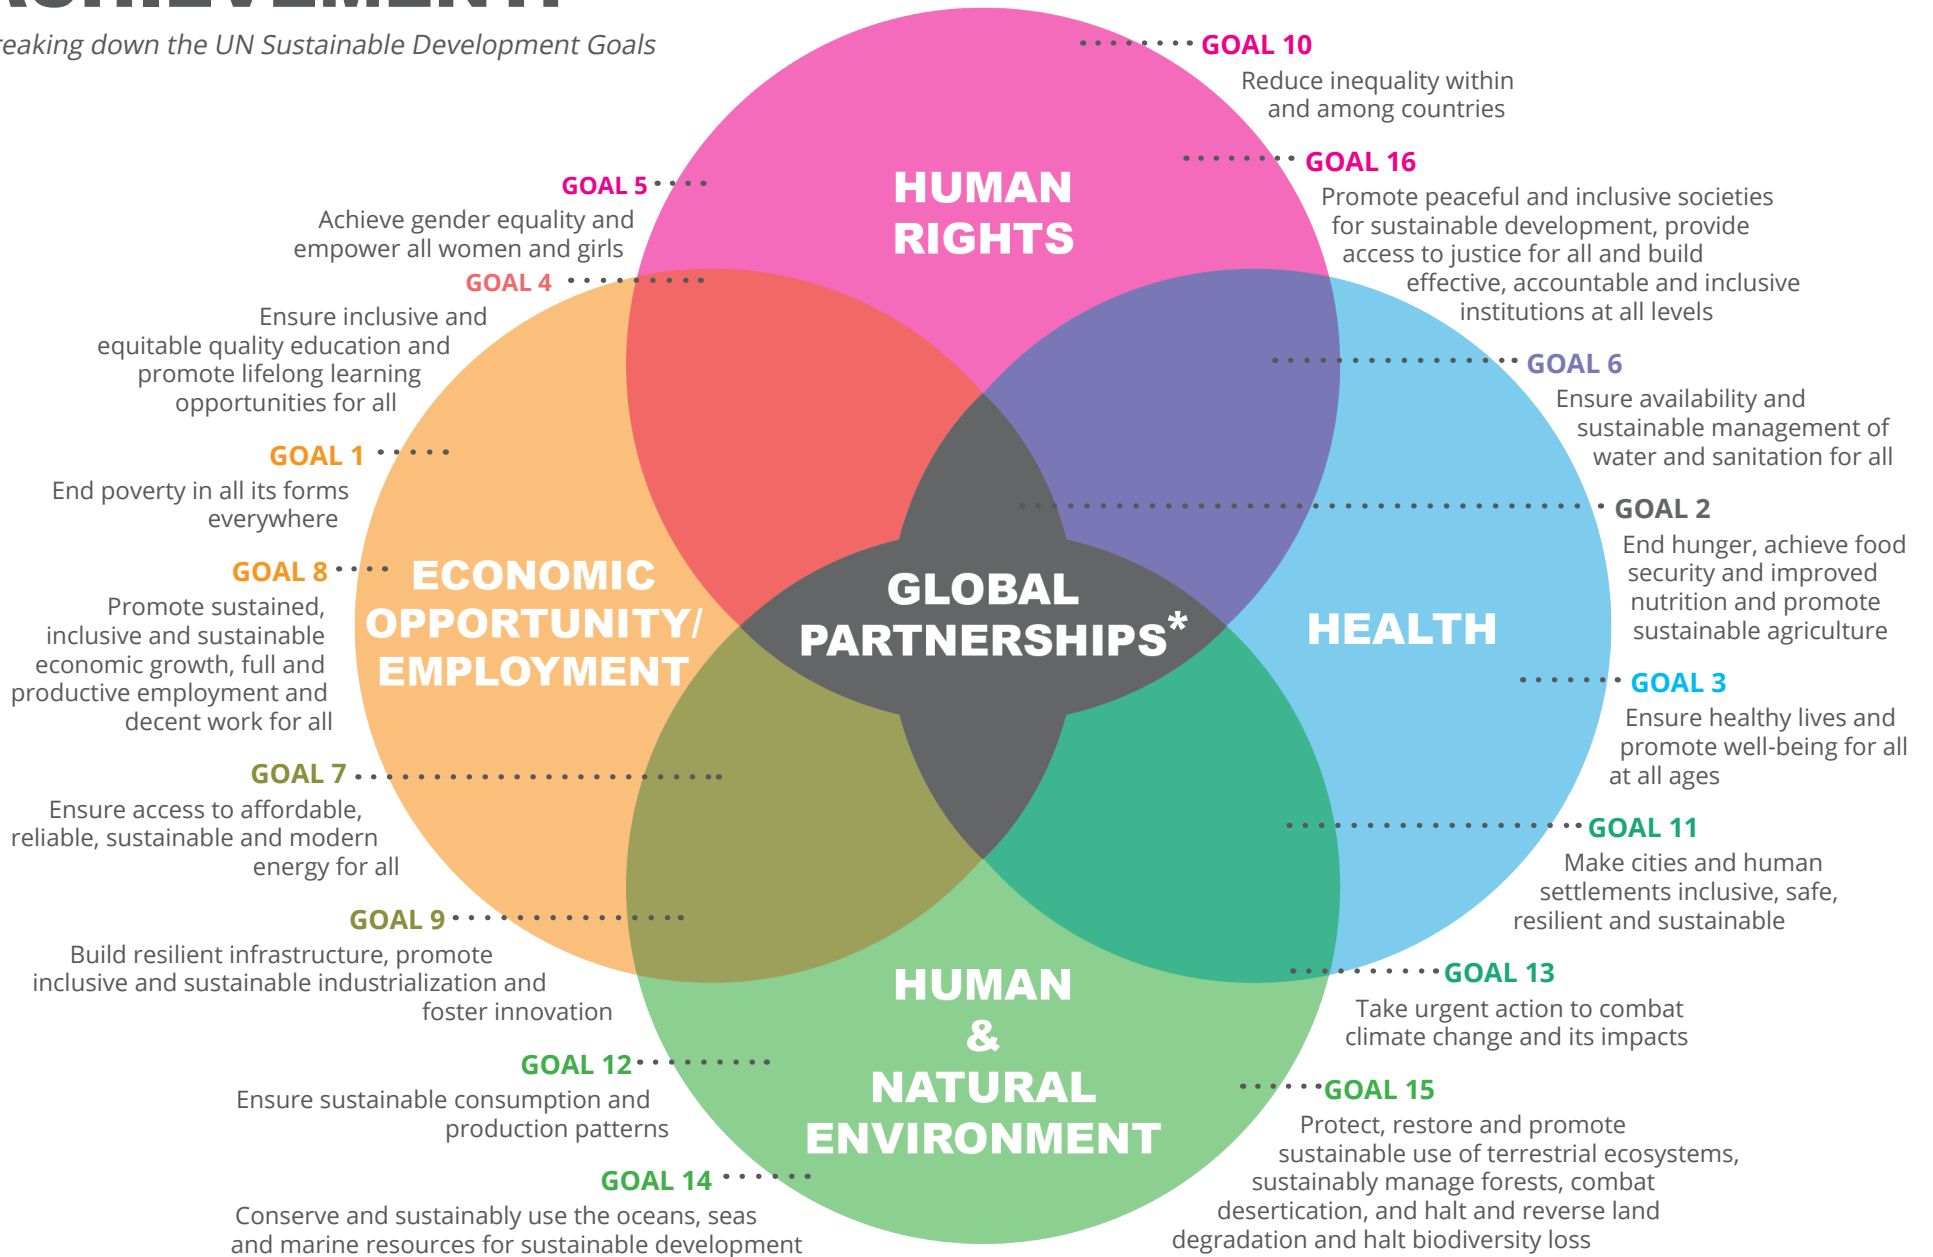 Breaking down the UN Sustainable Development Goals
GOAL 10
Reduce inequality within
and among countries
GOAL 16
Promote peaceful and inclusive societies
for sustainable development, provide
access to justice for all and build
effective, accountable and inclusive
institutions at all levels
GOAL 5
Achieve gender equality and
empower all women and girls
GOAL 4
Ensure inclusive and
equitable quality education and
promote lifelong learning
opportunities for all
GOAL 1
End poverty in all its forms
everywhere
GOAL 8
Promote sustained,
inclusive and sustainable
economic growth, full and
productive employment and
decent work for all
GOAL 7
Ensure access to affordable,
reliable, sustainable and modern
energy for all
GOAL 9
Build resilient infrastructure, promote
inclusive and sustainable industrialization and
foster innovation
GOAL 12
Ensure sustainable consumption and
production patterns
GOAL 14
Conserve and sustainably use the oceans, seas
and marine resources for sustainable development
HUMAN
RIGHTS
ECONOMIC
OPPORTUNITY/
EMPLOYMENT
GLOBAL
PARTNERSHIPS*
HEALTH
HUMAN
&
NATURAL
ENVIRONMENT
GOAL 6
Ensure availability and
sustainable management of
water and sanitation for all
GOAL 2
End hunger, achieve food
security and improved
nutrition and promote
sustainable agriculture
GOAL 3
Ensure healthy lives and
promote well-being for all
at all ages
GOAL 11
Make cities and human
settlements inclusive, safe,
resilient and sustainable
GOAL 13
Take urgent action to combat
climate change and its impacts
GOAL 15
Protect, restore and promote
sustainable use of terrestrial ecosystems,
sustainably manage forests, combat
desertication, and halt and reverse land
degradation and halt biodiversity loss